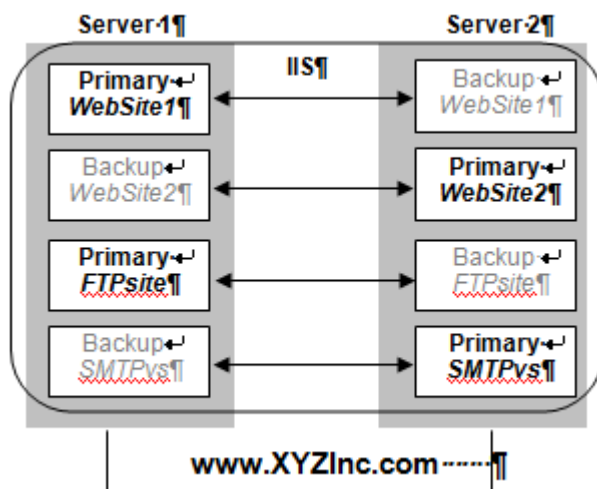 Server·1¶ Server·2¶
IIS¶
Primary·↵
WebSite1¶
Backup·↵
WebSite1¶
Backup↵
WebSite2¶
Primary·↵
WebSite2¶
Primary·↵
FTPsite¶
Backup·↵
FTPsite¶
Backup↵
SMTPvs¶
Primary·↵
SMTPvs¶
www.XYZInc.com·······¶